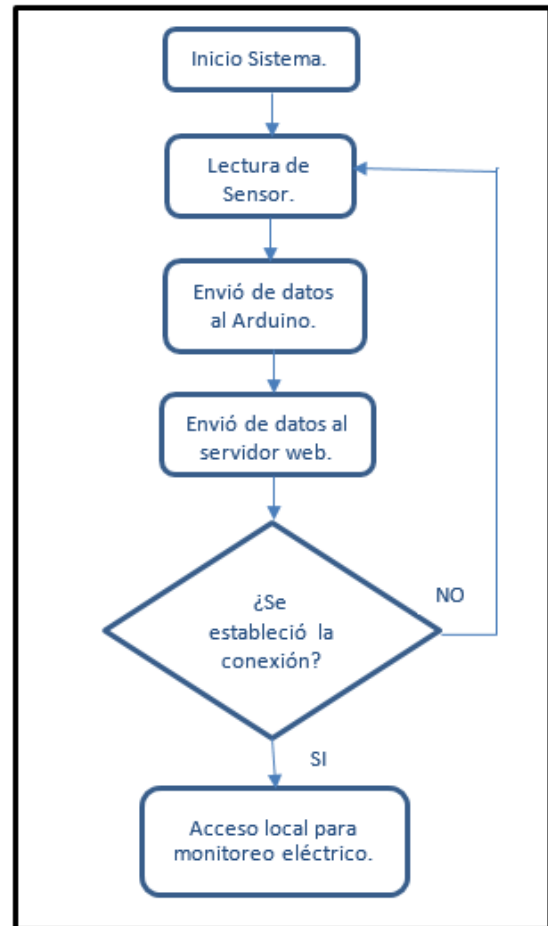 Inicio Sistema.
Lectura de
Sensor.
Envió de datos
al Arduino.
Envió de datos al
servidor web.
¿Se
estableció la
conexión?
NO
SI
Acceso local para
monitoreo eléctrico.